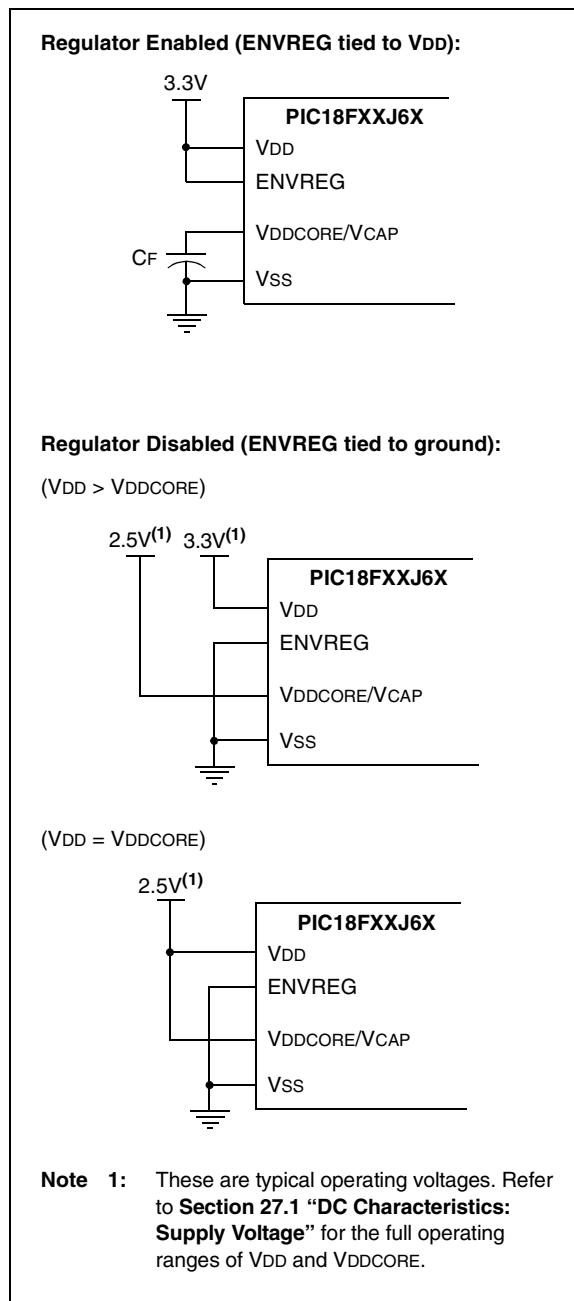 Regulator Enabled (ENVREG tied to VDD):
3.3V
PIC18FXXJ6X
VDD
ENVREG
VDDCORE/VCAP
CF
VSS
Regulator Disabled (ENVREG tied to ground):
(VDD > VDDCORE)
2.5V(1) 3.3V(1)
PIC18FXXJ6X
VDD
ENVREG
VDDCORE/VCAP
VSS
(VDD = VDDCORE)
2.5V(1)
PIC18FXXJ6X
VDD
ENVREG
VDDCORE/VCAP
VSS
Note 1: These are typical operating voltages. Refer
to Section 27.1 “DC Characteristics:
Supply Voltage” for the full operating
ranges of VDD and VDDCORE.